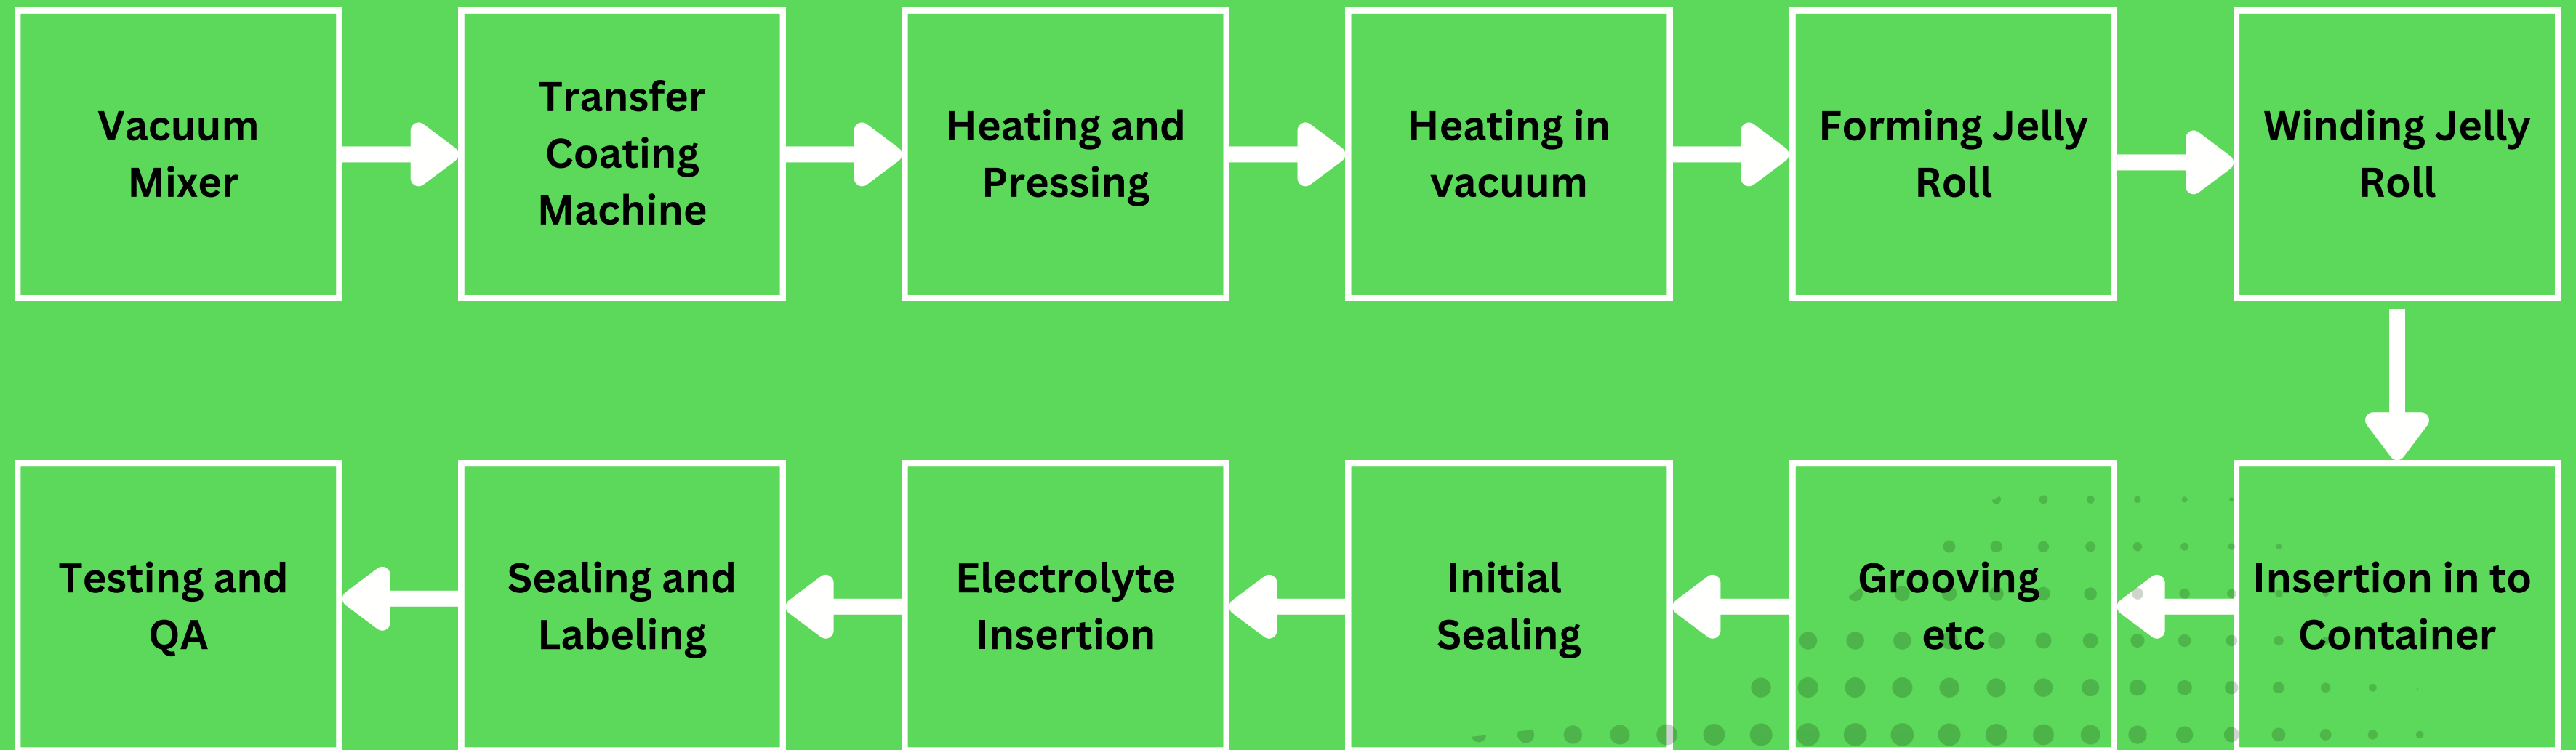 Vacuum
Mixer
Transfer
Coating
Machine
Heating and
Pressing
Heating in
vacuum
Forming Jelly
Roll
Winding Jelly
Roll
Insertion in to
Container
Grooving
etc
Initial
Sealing
Electrolyte
Insertion
Sealing and
Labeling
Testing and
QA